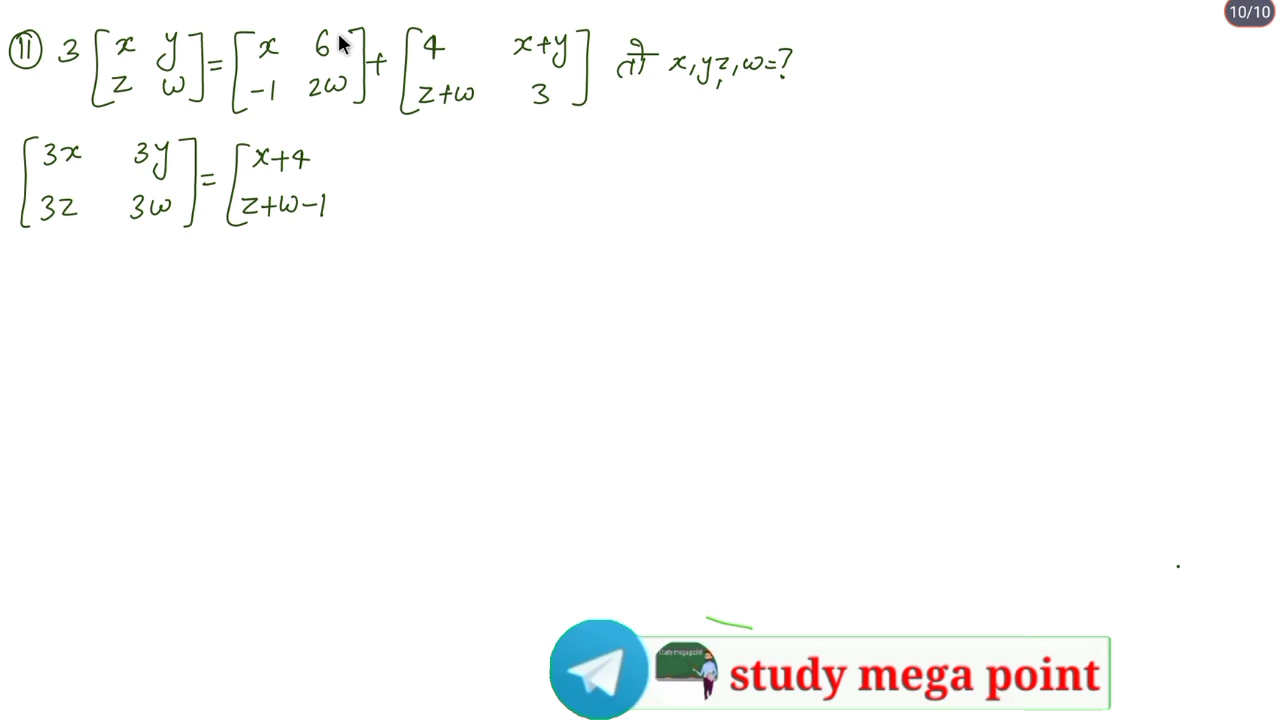 10/10
⑪ 3 [x y; z w] = [x 6; -1 2w] + [4 x+y; z+w 3] तो x,y,z,w=?
[3x 3y; 3z 3w] = [x+4; z+w-1
study mega point